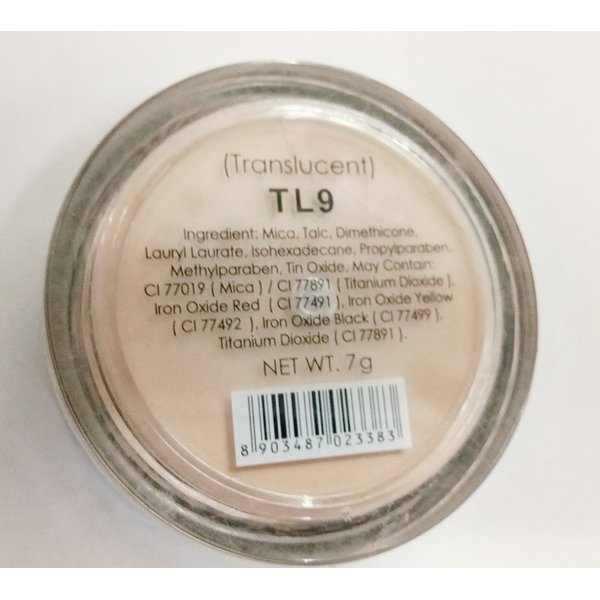 (Translucent)
TL9
Ingredient: Mica, Talc, Dimethicone,
Lauryl Laurate, Isohexadecane, Propylparaben,
Methylparaben, Tin Oxide, May Contain:
CI 77019 ( Mica ) / CI 77891 ( Titanium Dioxide ),
Iron Oxide Red ( CI 77491 ), Iron Oxide Yellow
( CI 77492 ), Iron Oxide Black ( CI 77499 ),
Titanium Dioxide ( CI 77891 ).
NET WT. 7 g
8 903487 023383